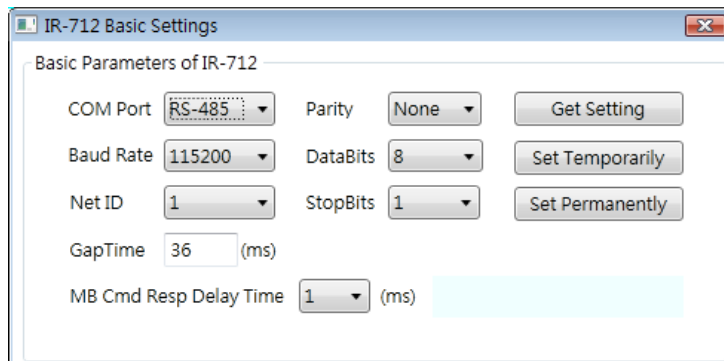 IR-712 Basic Settings
Basic Parameters of IR-712
COM Port RS-485 Parity None Get Setting
Baud Rate 115200 DataBits 8 Set Temporarily
Net ID 1 StopBits 1 Set Permanently
GapTime 36 (ms)
MB Cmd Resp Delay Time 1 (ms)